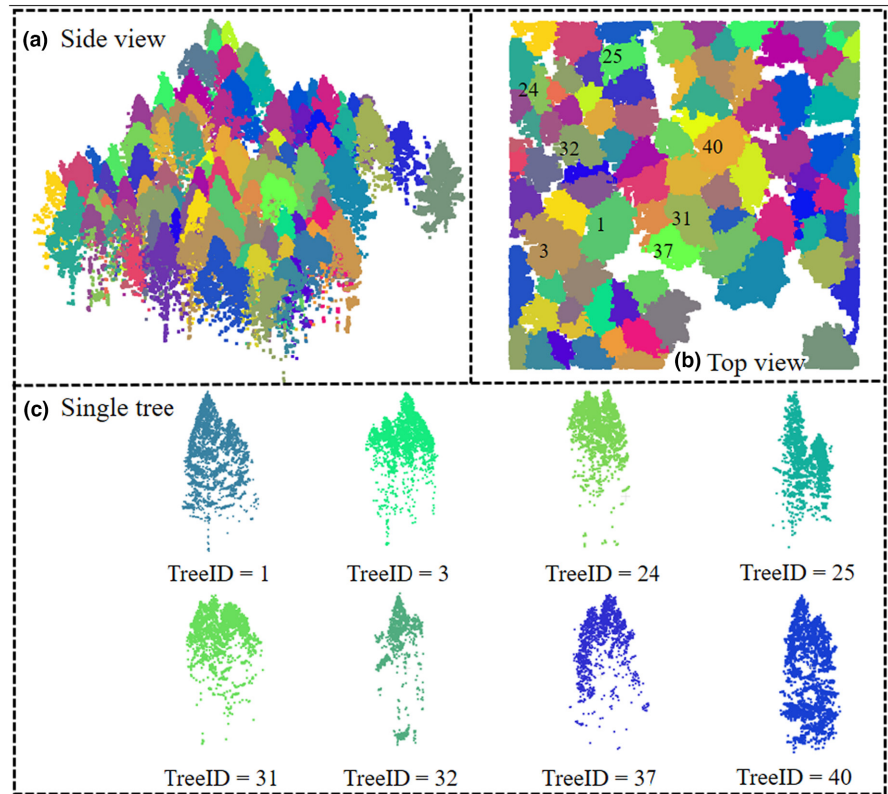 (a) Side view
25
24
32
40
31
1
3
37
(b) Top view
(c) Single tree
TreeID = 1
TreeID = 3
TreeID = 24
TreeID = 25
TreeID = 31
TreeID = 32
TreeID = 37
TreeID = 40